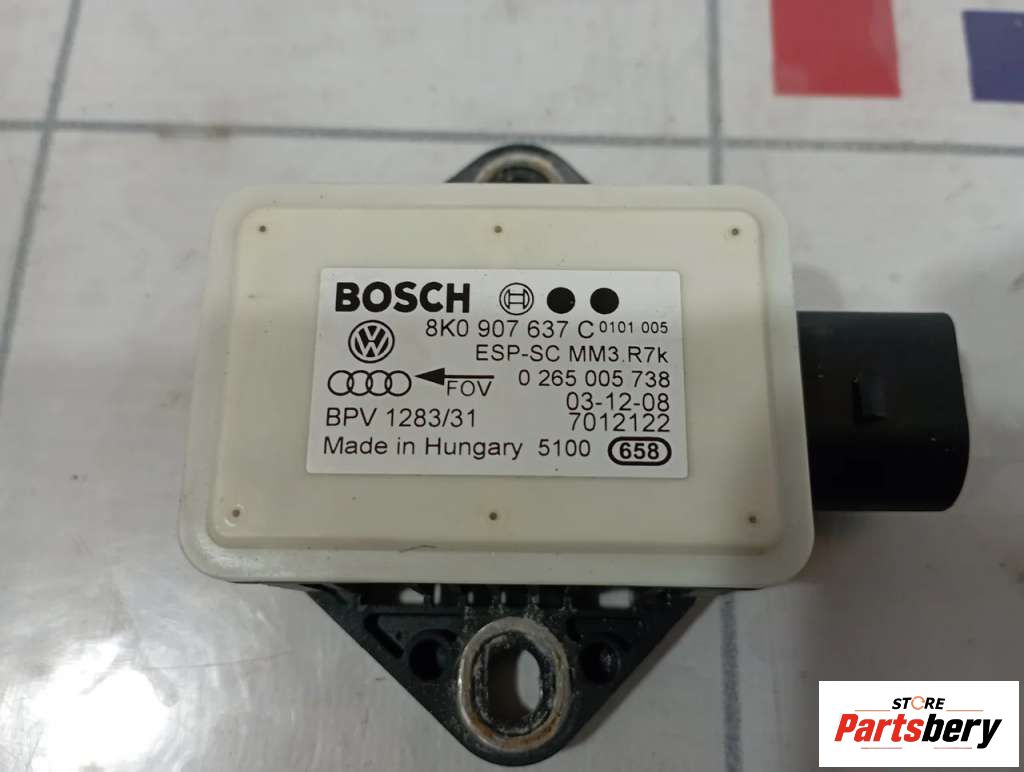 BOSCH
8K0 907 637 C 0101 005
ESP-SC MM3.R7k
FOV 0 265 005 738
03-12-08
BPV 1283/31 7012122
Made in Hungary 5100 658
STORE
Partsbery